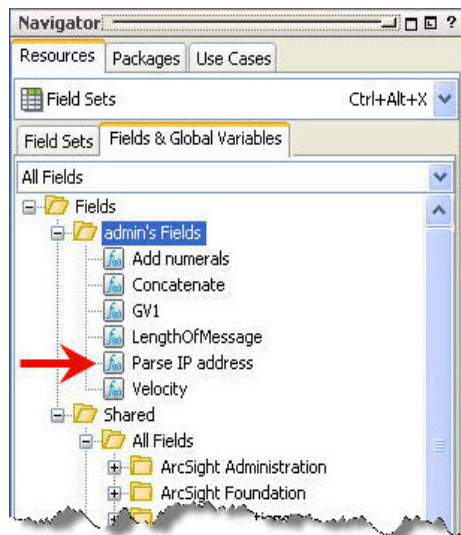 Navigator
?
Resources Packages Use Cases
Field Sets Ctrl+Alt+X
Field Sets Fields & Global Variables
All Fields
Fields
admin's Fields
Add numerals
Concatenate
GV1
LengthOfMessage
Parse IP address
Velocity
Shared
All Fields
ArcSight Administration
ArcSight Foundation